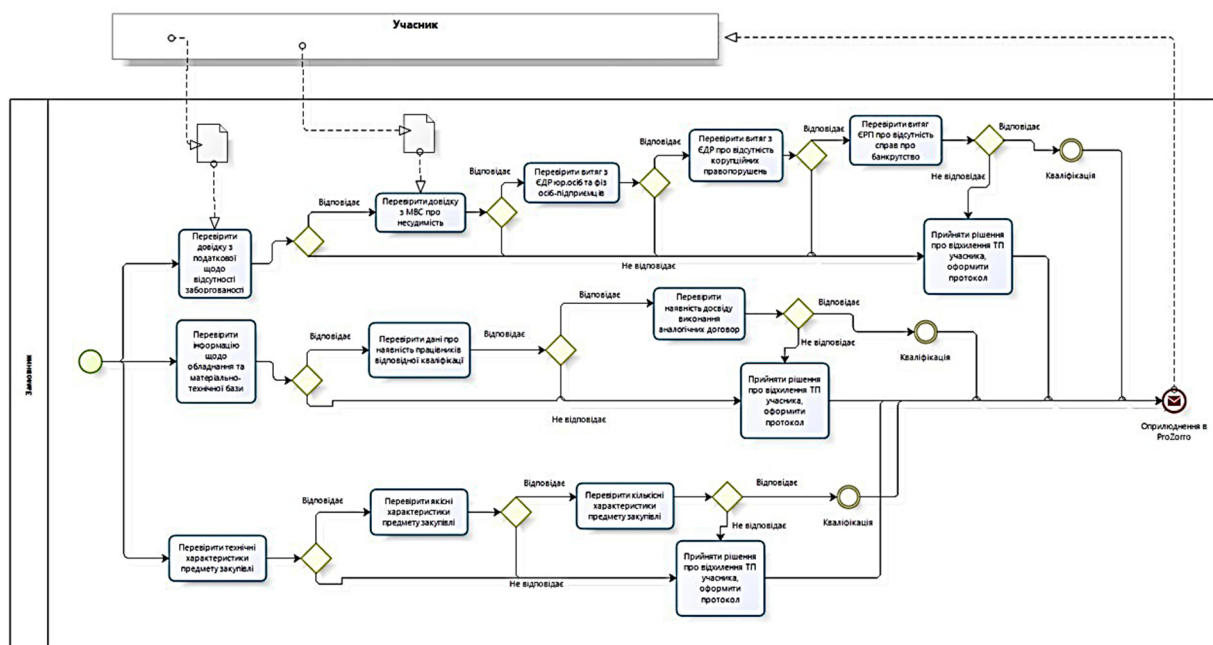 Учасник
Замовник
Перевірити
довідку з
податкової
щодо
відсутності
заборгованості
Відповідає
Перевірити довідку
з МВС про
несудимість
Відповідає
Перевірити витяг з
ЄДР юр.осіб та фіз
осіб-підприємців
Відповідає
Перевірити витяг з
ЄДР про відсутність
корупційних
правопорушень
Відповідає
Перевірити витяг
ЄРП про відсутність
справ про
банкрутство
Відповідає
Кваліфікація
Не відповідає
Не відповідає
Прийняти рішення
про відхилення ТП
учасника,
оформити
протокол
Перевірити
інформацію
щодо
обладнання та
матеріально-
технічної бази
Відповідає
Перевірити дані про
наявність працівників
відповідної кваліфікації
Відповідає
Відповідає
Перевірити
наявність досвіду
виконання
аналогічних договор
Відповідає
Кваліфікація
Не відповідає
Не відповідає
Прийняти рішення
про відхилення ТП
учасника,
оформити
протокол
Оприлюднення в
ProZorro
Перевірити технічні
характеристики
предмету закупівлі
Відповідає
Перевірити якісні
характеристики
предмету закупівлі
Відповідає
Перевірити кількісні
характеристики
предмету закупівлі
Відповідає
Кваліфікація
Не відповідає
Не відповідає
Прийняти рішення
про відхилення ТП
учасника,
оформити
протокол